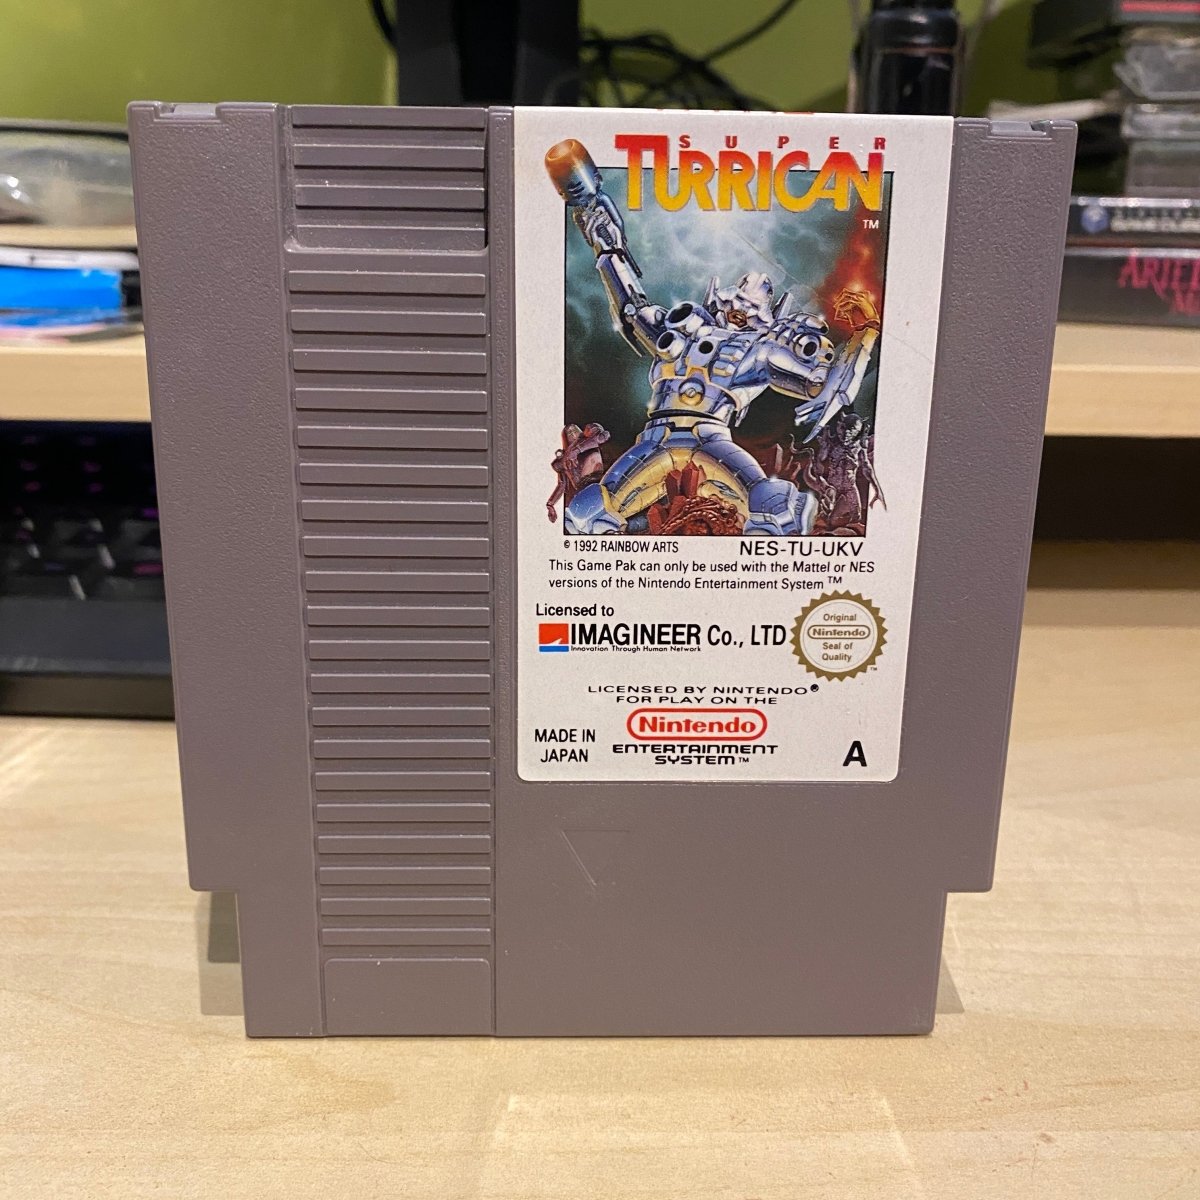 SUPER
TURRICAN
TM
© 1992 RAINBOW ARTS
NES-TU-UKV
This Game Pak can only be used with the Mattel or NES
versions of the Nintendo Entertainment System ™
Licensed to
IMAGINEER Co., LTD
Innovation Through Human Network
Original
Nintendo
Seal of
Quality
TM
LICENSED BY NINTENDO®
FOR PLAY ON THE
Nintendo
ENTERTAINMENT
SYSTEM™
MADE IN
JAPAN
A